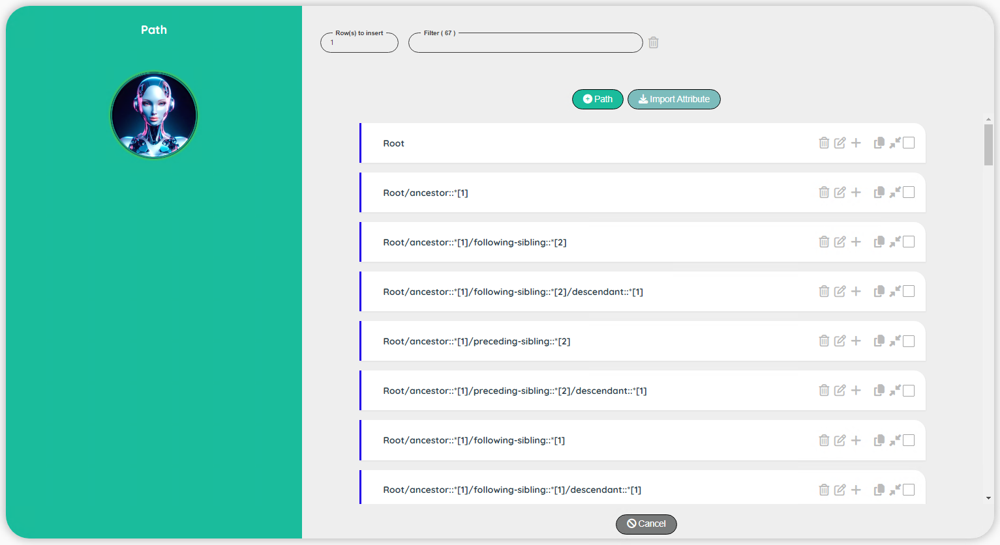 Path
Row(s) to insert
1
Filter ( 67 )
Path
Import Attribute
Root
Root/ancestor::*[1]
Root/ancestor::*[1]/following-sibling::*[2]
Root/ancestor::*[1]/following-sibling::*[2]/descendant::*[1]
Root/ancestor::*[1]/preceding-sibling::*[2]
Root/ancestor::*[1]/preceding-sibling::*[2]/descendant::*[1]
Root/ancestor::*[1]/following-sibling::*[1]
Root/ancestor::*[1]/following-sibling::*[1]/descendant::*[1]
Cancel